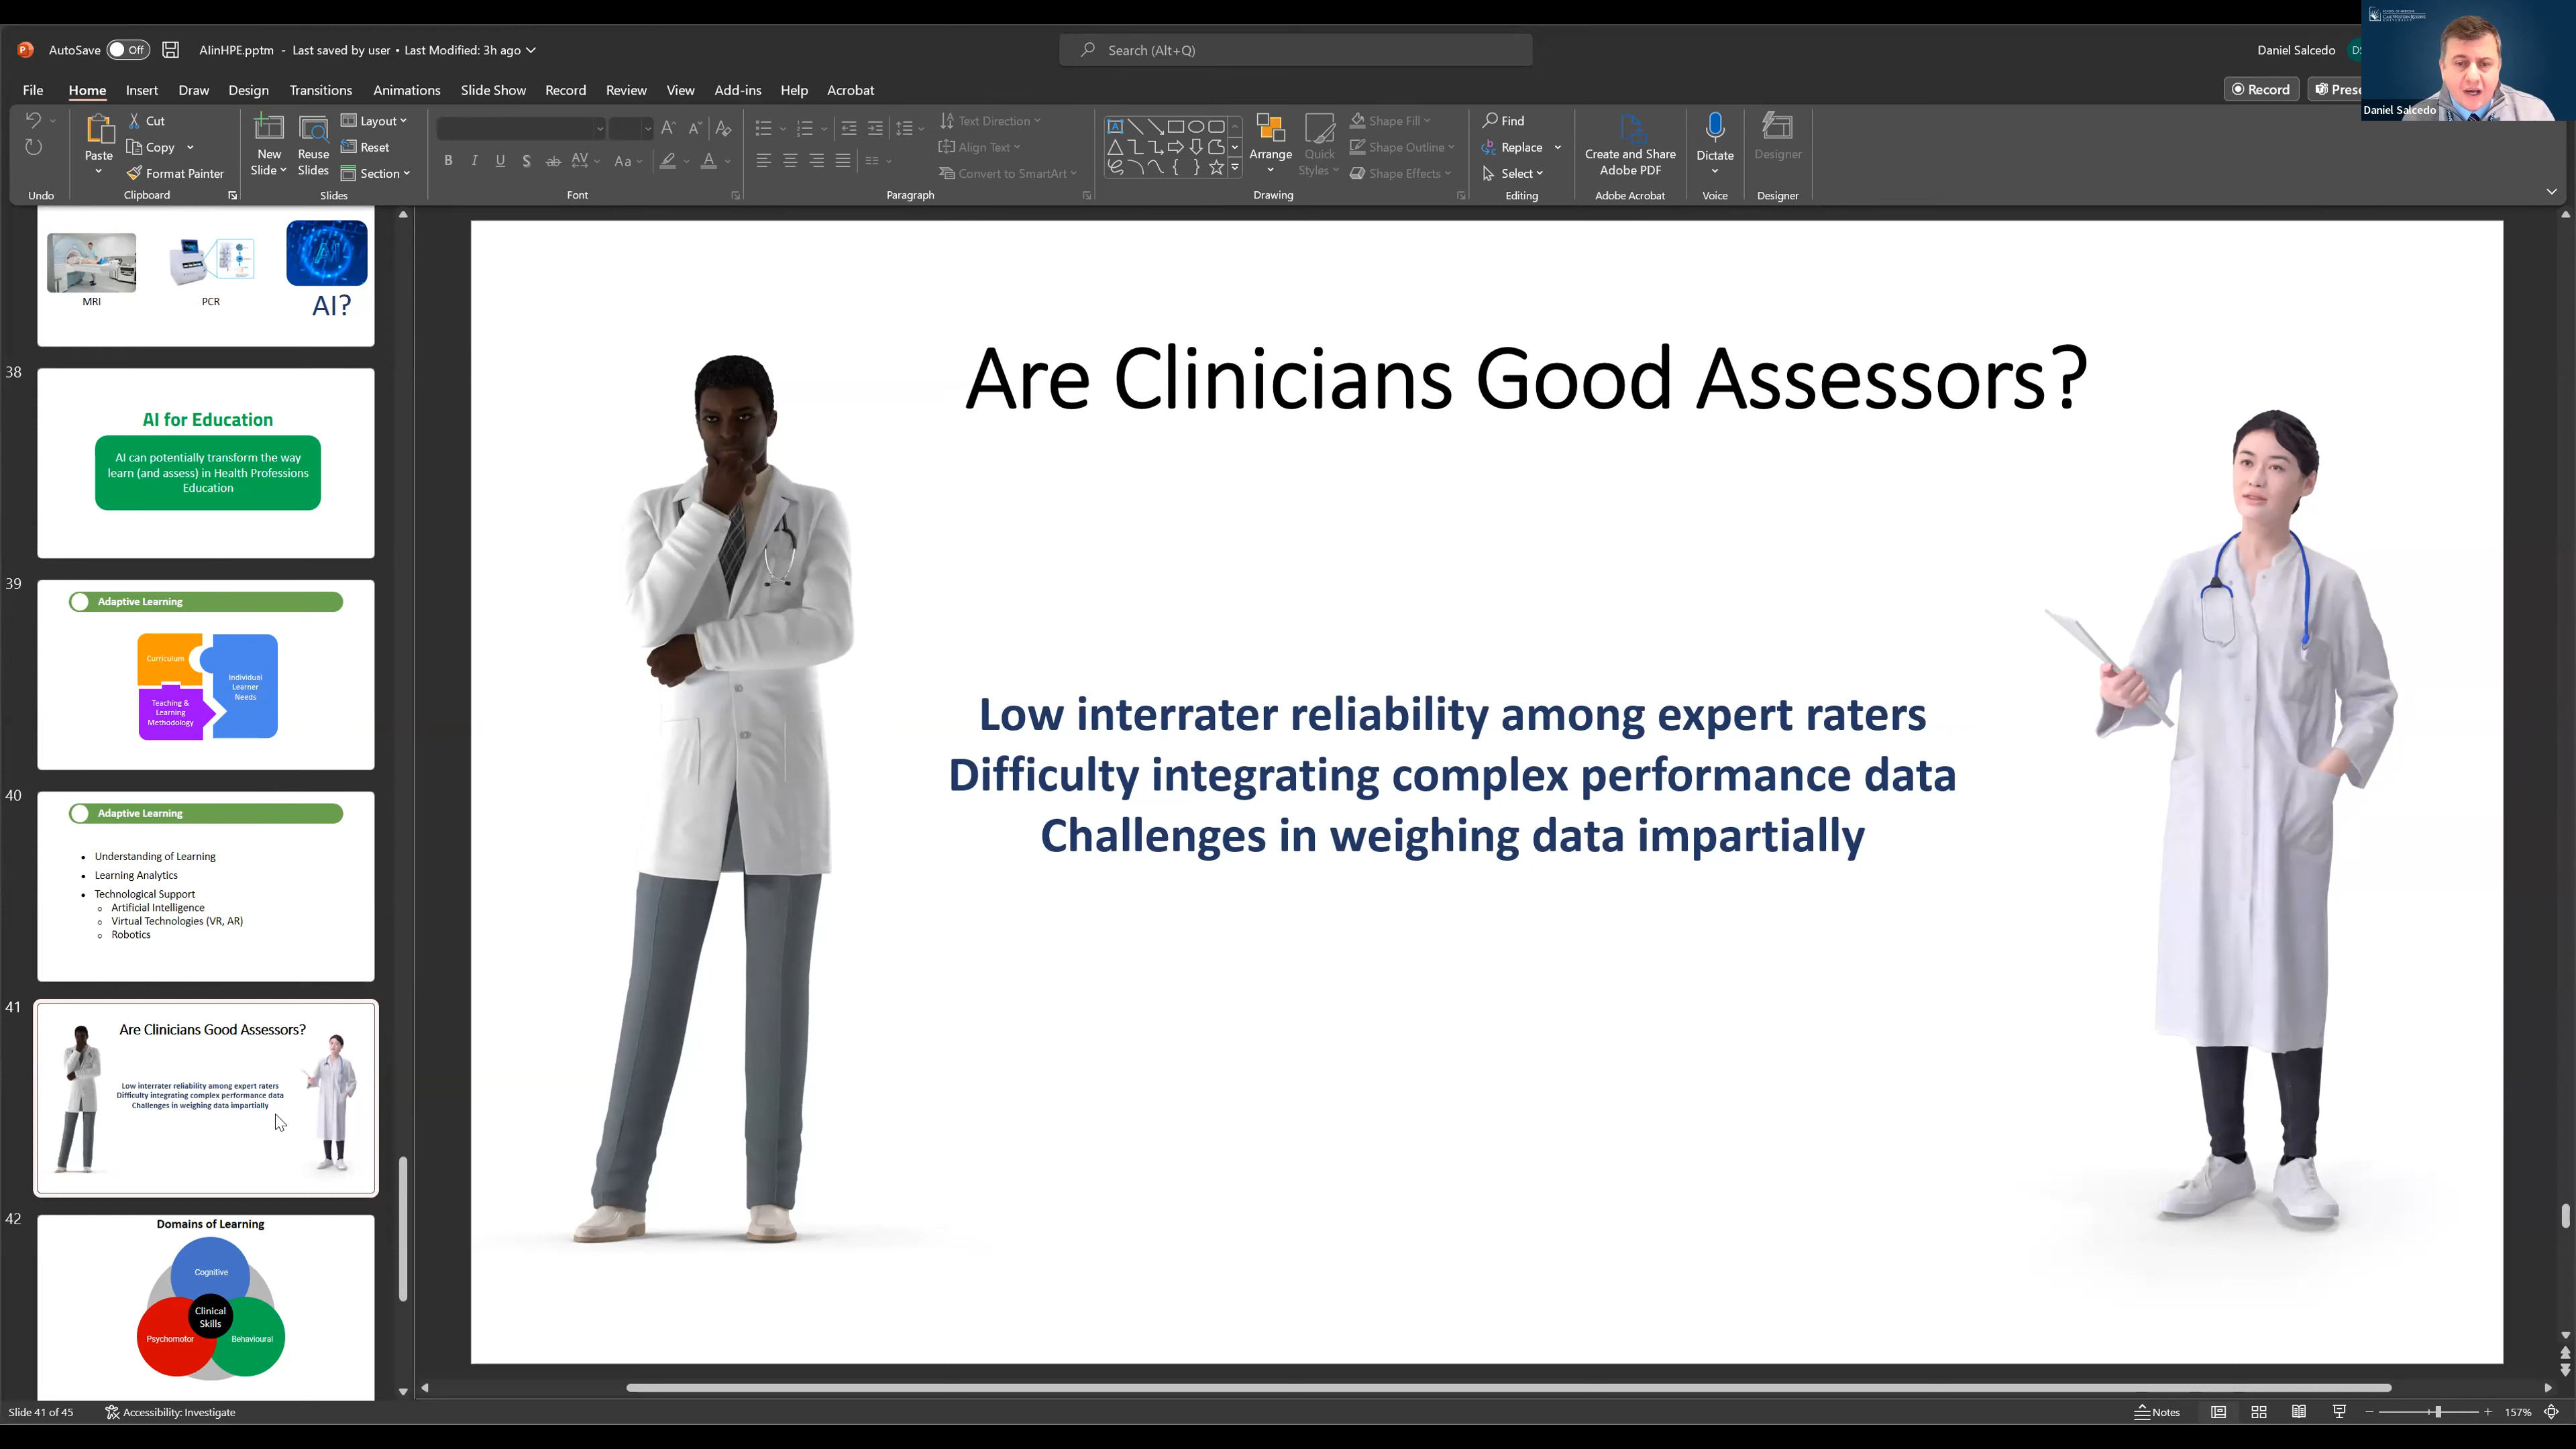 AutoSave Off AIinHPE.pptm - Last saved by user • Last Modified: 3h ago
Search (Alt+Q)
Daniel Salcedo
File Home Insert Draw Design Transitions Animations Slide Show Record Review View Add-ins Help Acrobat
Record
Daniel Salcedo
CASE WESTERN RESERVE
Undo
Paste
Cut
Copy
Format Painter
Clipboard
New
Slide
Reuse
Slides
Layout
Reset
Section
Slides
Font
Text Direction
Align Text
Convert to SmartArt
Paragraph
Arrange
Quick
Styles
Shape Fill
Shape Outline
Shape Effects
Drawing
Find
Replace
Select
Editing
Create and Share
Adobe PDF
Adobe Acrobat
Dictate
Voice
Designer
Designer
MRI
PCR
AI?
38
AI for Education
AI can potentially transform the way
learn (and assess) in Health Professions
Education
39
Adaptive Learning
Curriculum
Individual
Learner
Needs
Teaching &
Learning
Methodology
40
Adaptive Learning
• Understanding of Learning
• Learning Analytics
• Technological Support
o Artificial Intelligence
o Virtual Technologies (VR, AR)
o Robotics
41
Are Clinicians Good Assessors?
Low interrater reliability among expert raters
Difficulty integrating complex performance data
Challenges in weighing data impartially
42
Domains of Learning
Cognitive
Clinical
Skills
Psychomotor
Behavioural
Are Clinicians Good Assessors?
Low interrater reliability among expert raters
Difficulty integrating complex performance data
Challenges in weighing data impartially
Slide 41 of 45
Accessibility: Investigate
Notes
157%